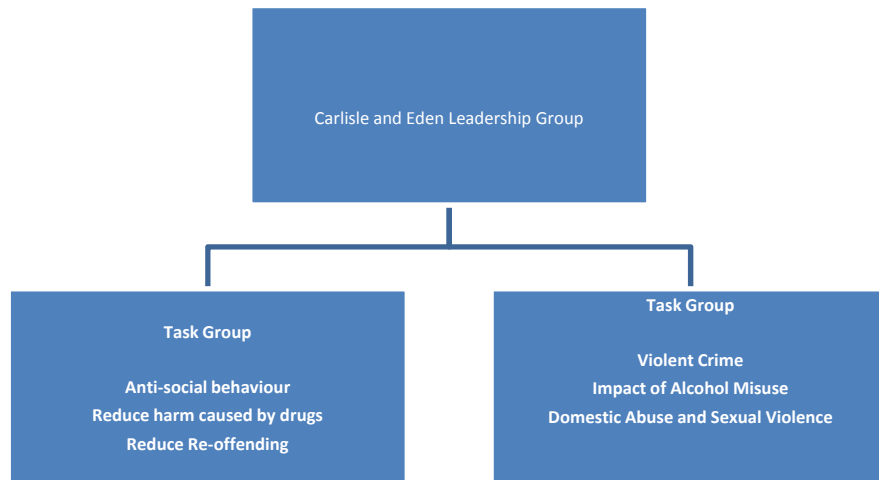 Carlisle and Eden Leadership Group
Task Group
Anti-social behaviour
Reduce harm caused by drugs
Reduce Re-offending
Task Group
Violent Crime
Impact of Alcohol Misuse
Domestic Abuse and Sexual Violence